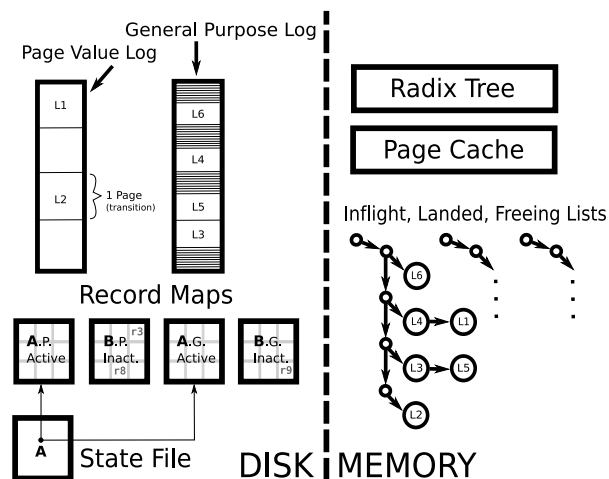 General Purpose Log
Page Value Log
L1
L2
1 Page
(transition)
L6
L4
L5
L3
Record Maps
A.P.
Active
B.P.
Inact.
r3
r8
A.G.
Active
B.G.
Inact.
r9
A
State File
DISK
MEMORY
Radix Tree
Page Cache
Inflight, Landed, Freeing Lists
L6
L4
L1
L3
L5
L2